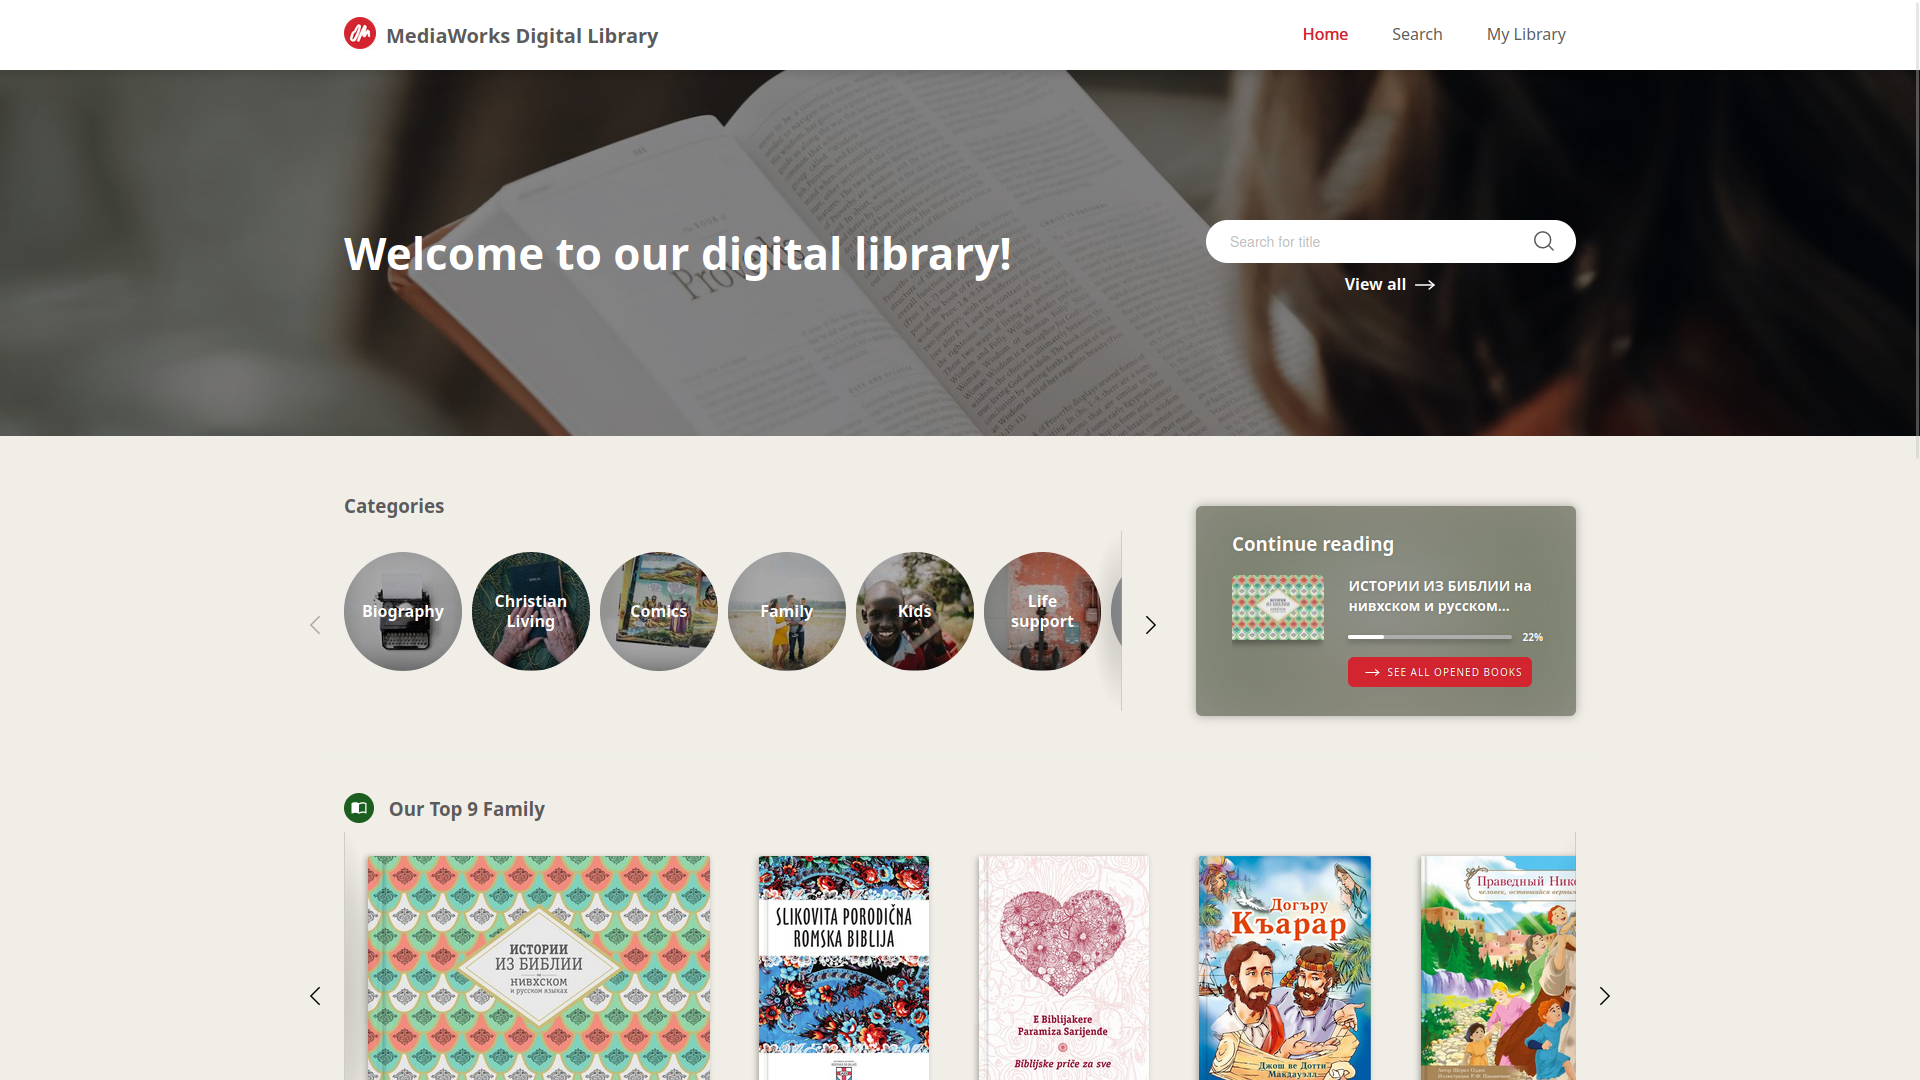 MediaWorks Digital Library
Home
Search
My Library
Welcome to our digital library!
Search for title
View all
Categories
Biography
Christian
Living
Comics
Family
Kids
Life
support
Continue reading
ИСТОРИИ ИЗ БИБЛИИ на
нивхском и русском...
22%
SEE ALL OPENED BOOKS
Our Top 9 Family
ИСТОРИИ
ИЗ БИБЛИИ
на
НИВХСКОМ
и русском языках
SLIKOVITA PORODIČNA
ROMSKA BIBLIJA
E Biblijakere
Paramiza Sarijende
Biblijske priče za sve
Догъру
Къарар
Джош ве Дотти
Макдауэлл
Праведный
человек, оставшийся